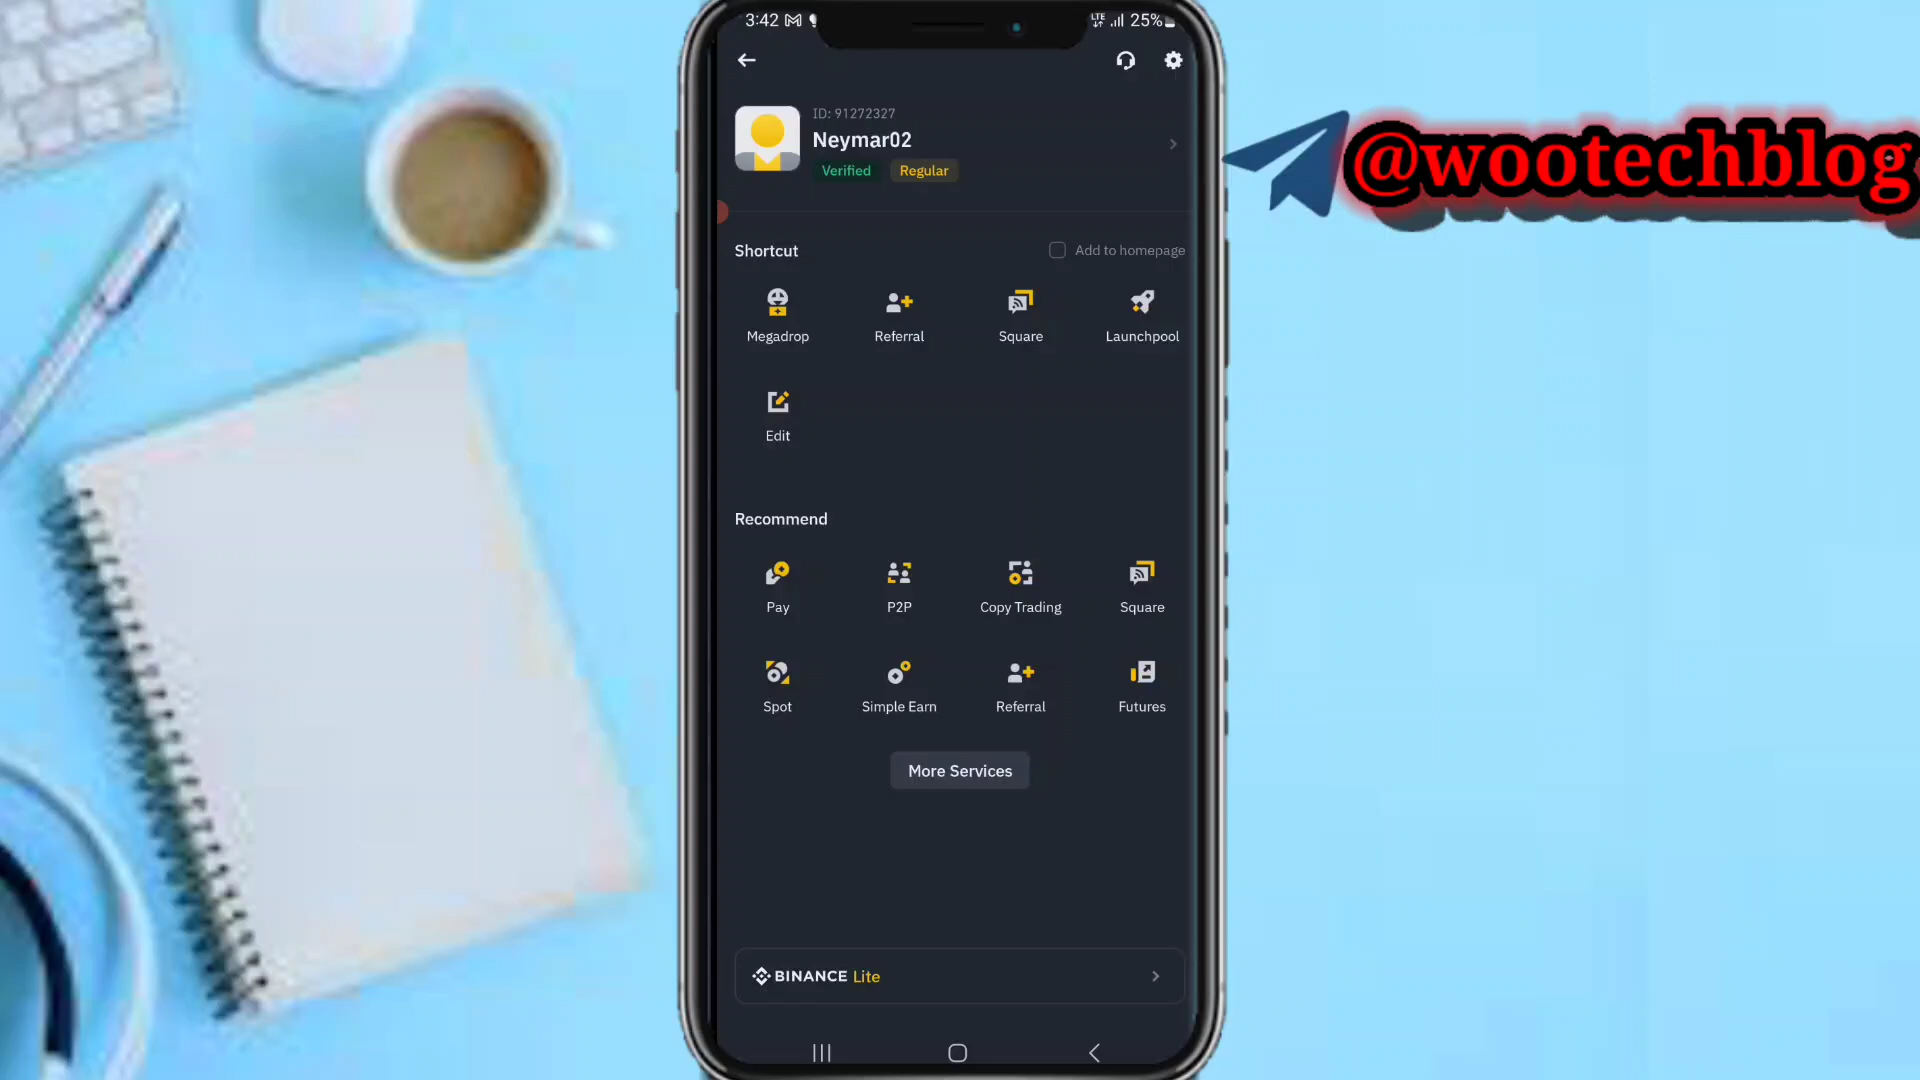 3:42
LTE
25%
@wootechblog
ID: 91272327
Neymar02
Verified
Regular
Shortcut
Add to homepage
Megadrop
Referral
Square
Launchpool
Edit
Recommend
Pay
P2P
Copy Trading
Square
Spot
Simple Earn
Referral
Futures
More Services
BINANCE Lite